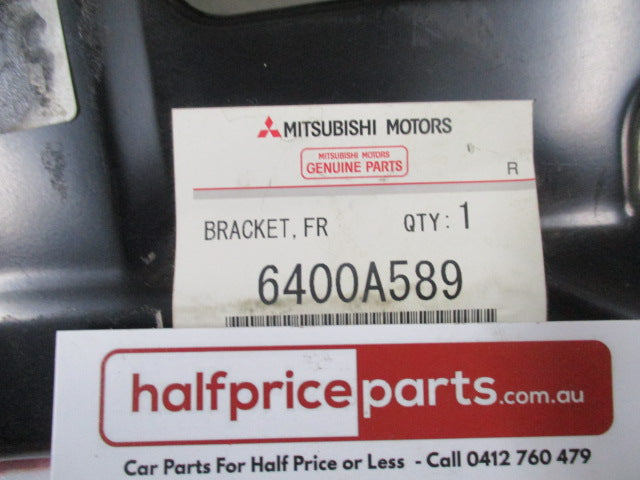 MITSUBISHI MOTORS
MITSUBISHI MOTORS
GENUINE PARTS
R
BRACKET, FR QTY: 1
6400A589
halfpriceparts.com.au
Car Parts For Half Price or Less - Call 0412 760 479